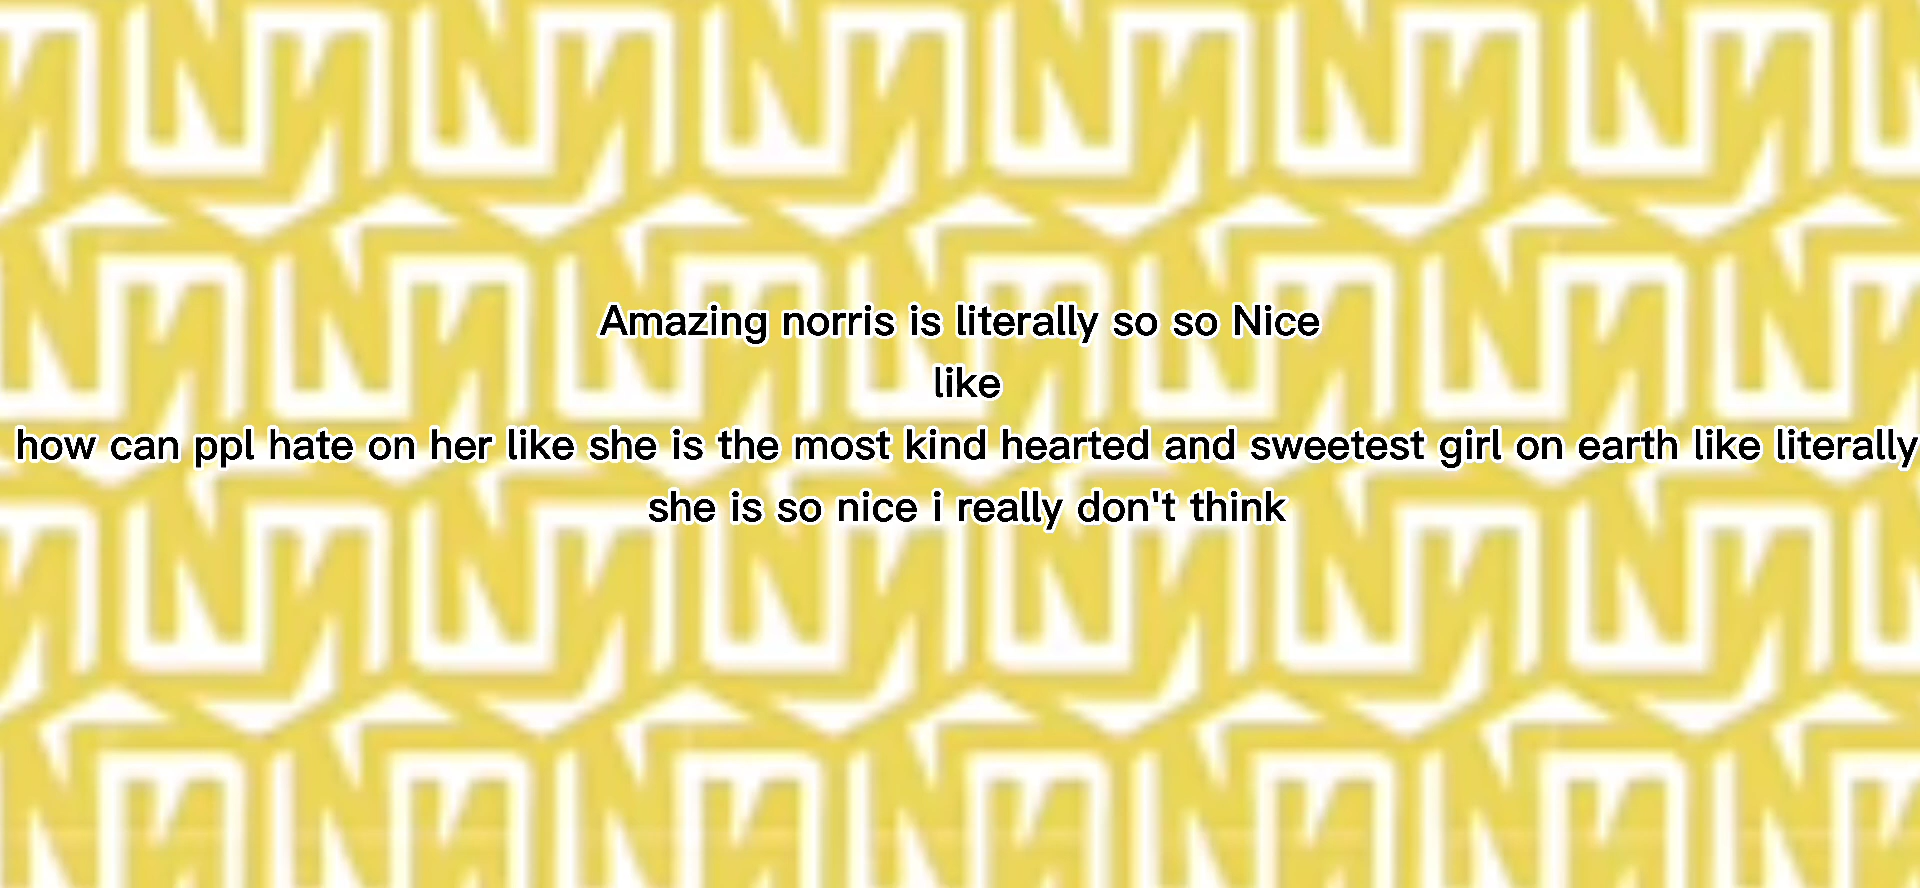 Amazing norris is literally so so Nice
like
how can ppl hate on her like she is the most kind hearted and sweetest girl on earth like literally
she is so nice i really don't think